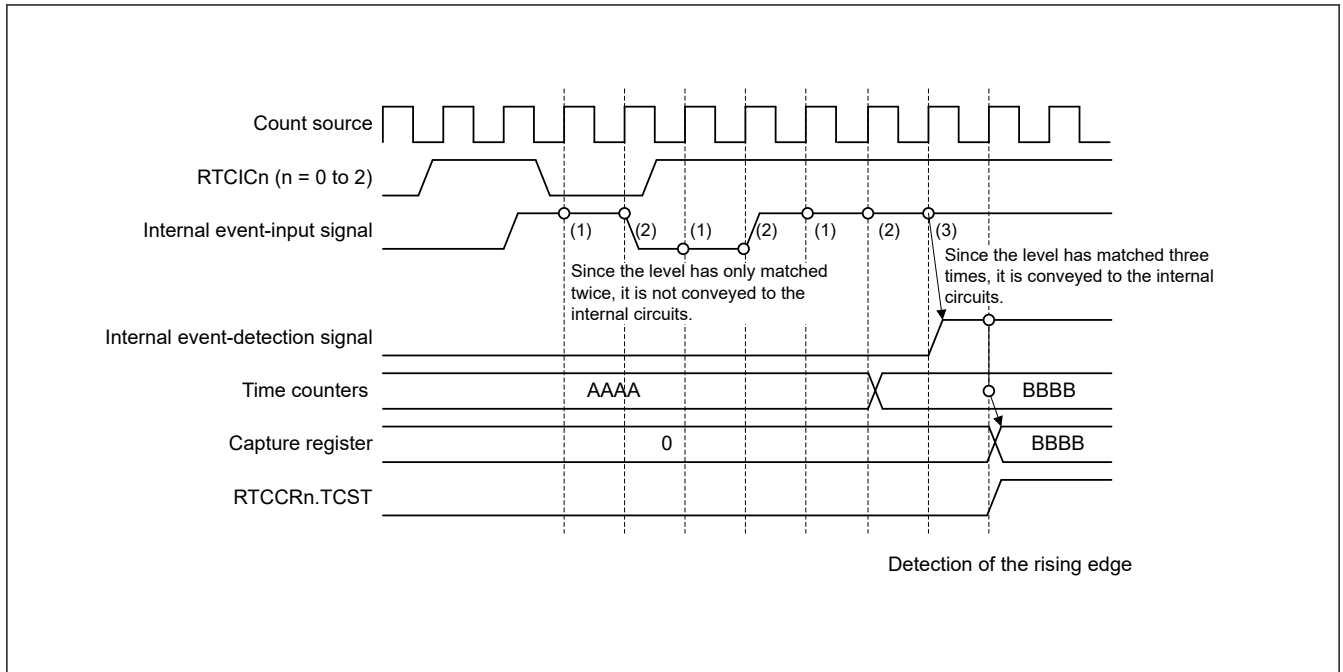 Count source
RTCICn (n = 0 to 2)
Internal event-input signal
(1) (2) (1) (2) (1) (2) (3)
Since the level has only matched
twice, it is not conveyed to the
internal circuits.
Since the level has matched three
times, it is conveyed to the internal
circuits.
Internal event-detection signal
Time counters AAAA BBBB
Capture register 0 BBBB
RTCCRn.TCST
Detection of the rising edge